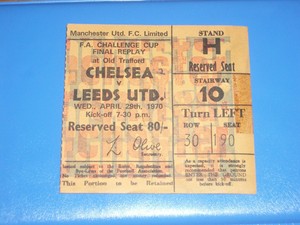 Manchester Utd. F.C. Limited
F.A. CHALLENGE CUP
FINAL REPLAY
at Old Trafford
CHELSEA
v
LEEDS UTD.
WED., APRIL 29th, 1970
Kick-off 7-30 p.m.
Reserved Seat 80/-
Olive
Secretary
This Portion to be Retained
STAND
H
Reserved Seat
STAIRWAY
10
Turn LEFT
ROW SEAT
30 190